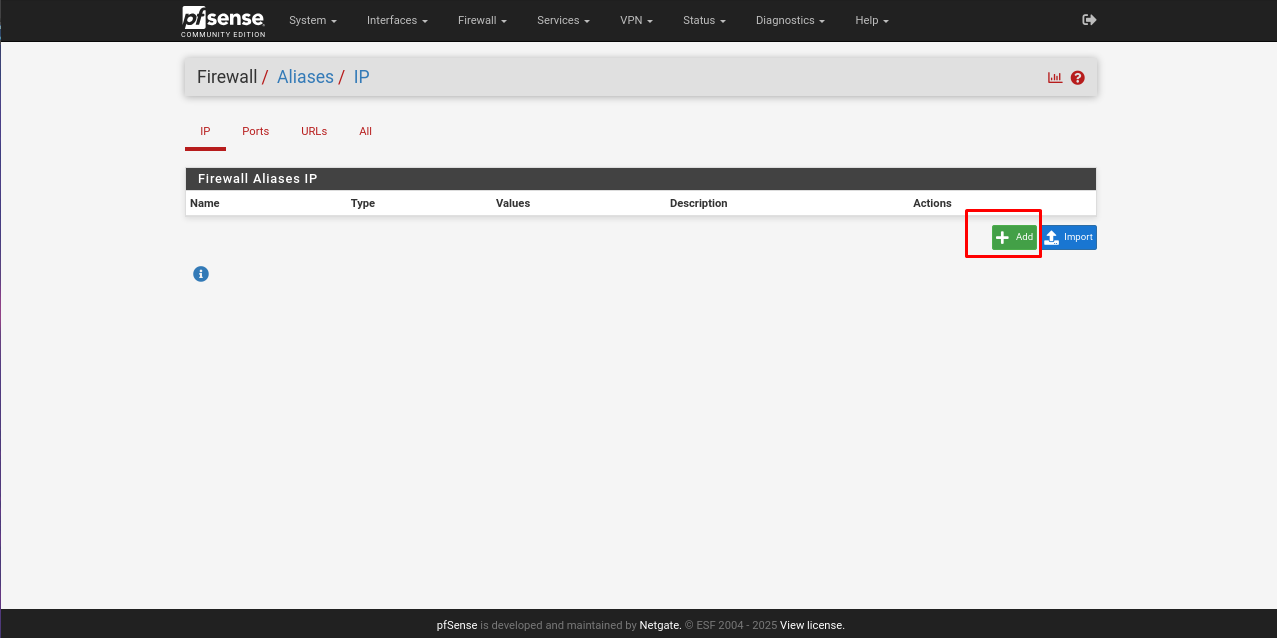 pfsense System Interfaces Firewall Services VPN Status Diagnostics Help
COMMUNITY EDITION
Firewall / Aliases / IP
IP Ports URLs All
Firewall Aliases IP
Name Type Values Description Actions
Add Import
pfSense is developed and maintained by Netgate. © ESF 2004 - 2025 View license.